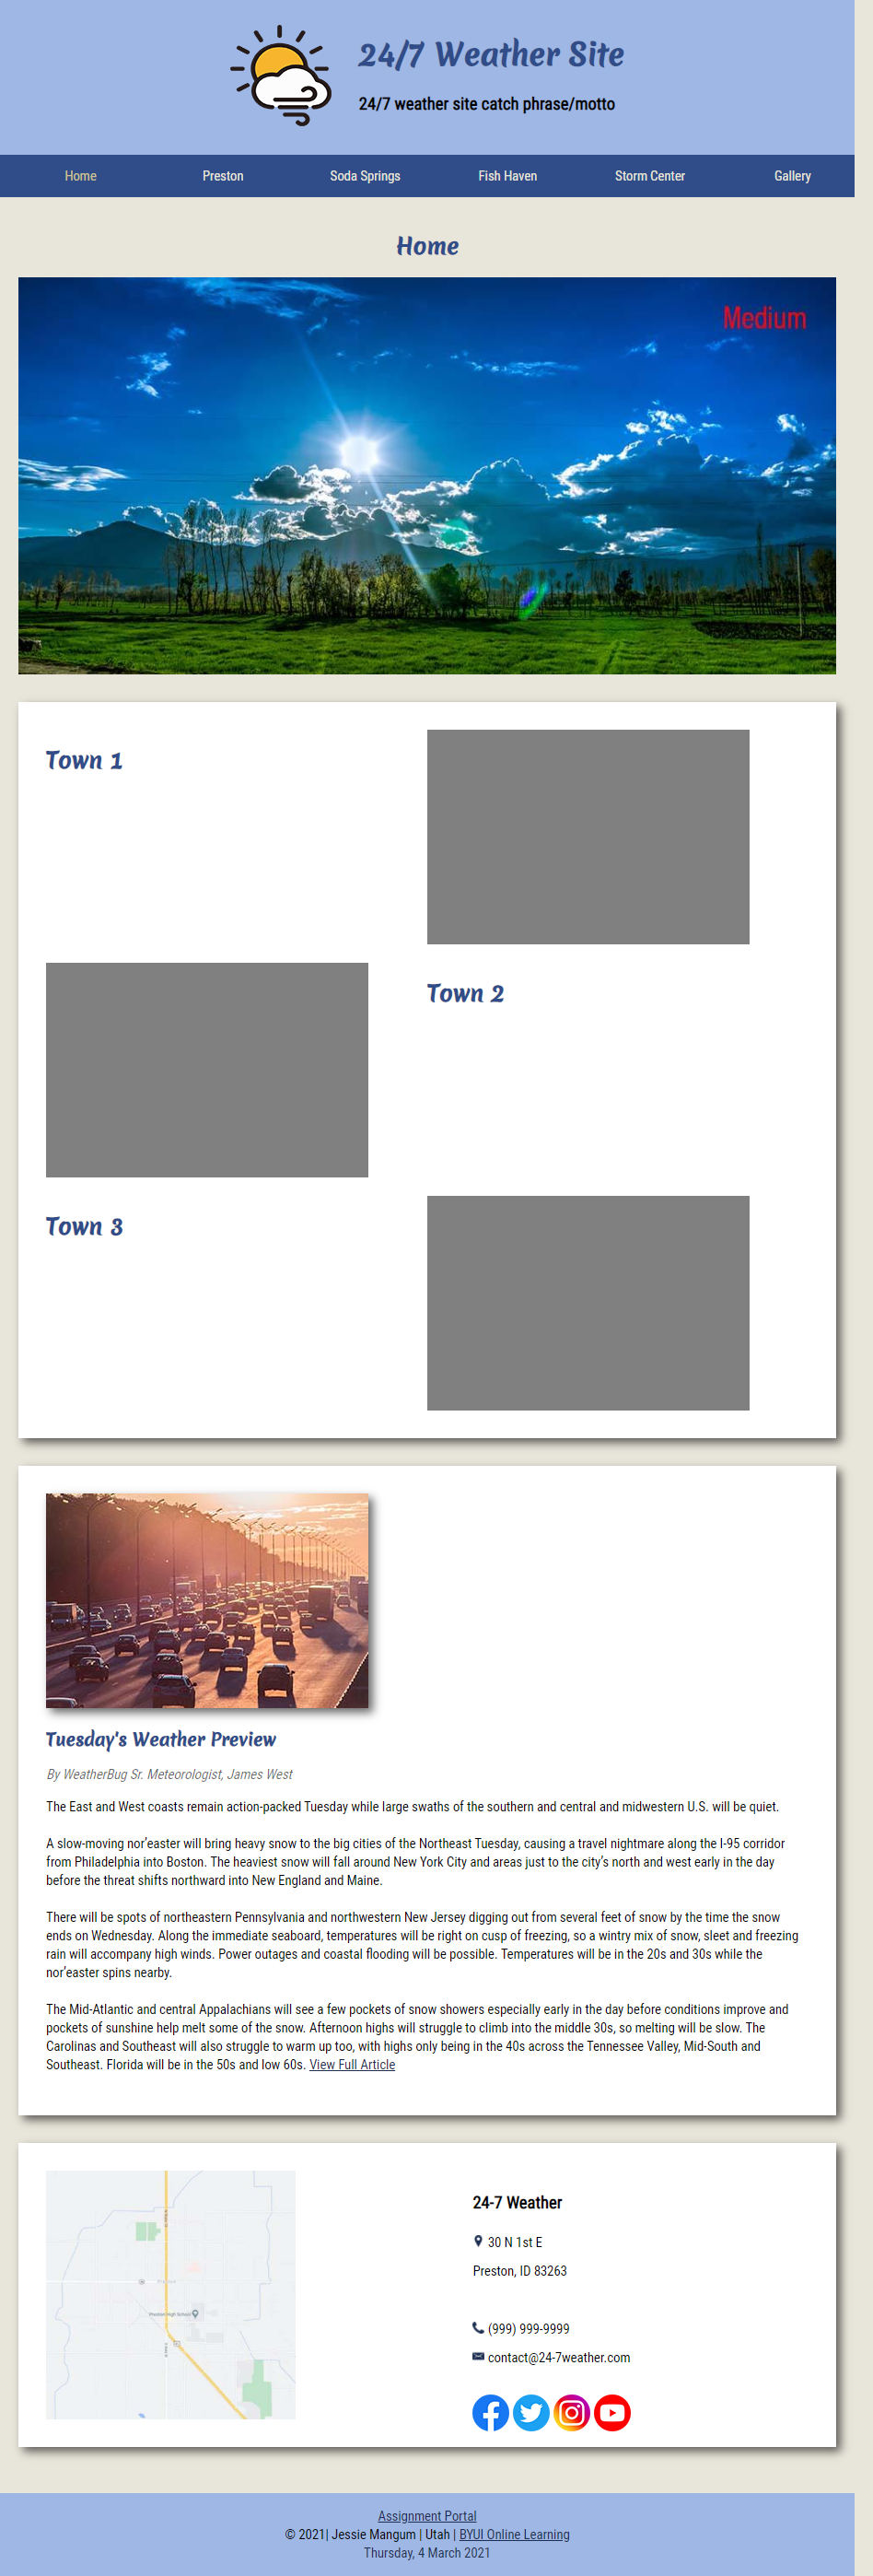 24/7 Weather Site
24/7 weather site catch phrase/motto
Home
Preston
Soda Springs
Fish Haven
Storm Center
Gallery
Home
Medium
Town 1
Town 2
Town 3
Tuesday's Weather Preview
By WeatherBug Sr. Meteorologist, James West
The East and West coasts remain action-packed Tuesday while large swaths of the southern and central and midwestern U.S. will be quiet.
A slow-moving nor'easter will bring heavy snow to the big cities of the Northeast Tuesday, causing a travel nightmare along the I-95 corridor
from Philadelphia into Boston. The heaviest snow will fall around New York City and areas just to the city's north and west early in the day
before the threat shifts northward into New England and Maine.
There will be spots of northeastern Pennsylvania and northwestern New Jersey digging out from several feet of snow by the time the snow
ends on Wednesday. Along the immediate seaboard, temperatures will be right on cusp of freezing, so a wintry mix of snow, sleet and freezing
rain will accompany high winds. Power outages and coastal flooding will be possible. Temperatures will be in the 20s and 30s while the
nor'easter spins nearby.
The Mid-Atlantic and central Appalachians will see a few pockets of snow showers especially early in the day before conditions improve and
pockets of sunshine help melt some of the snow. Afternoon highs will struggle to climb into the middle 30s, so melting will be slow. The
Carolinas and Southeast will also struggle to warm up too, with highs only being in the 40s across the Tennessee Valley, Mid-South and
Southeast. Florida will be in the 50s and low 60s. View Full Article
24-7 Weather
30 N 1st E
Preston, ID 83263
(999) 999-9999
contact@24-7weather.com
Assignment Portal
© 2021| Jessie Mangum | Utah | BYUI Online Learning
Thursday, 4 March 2021